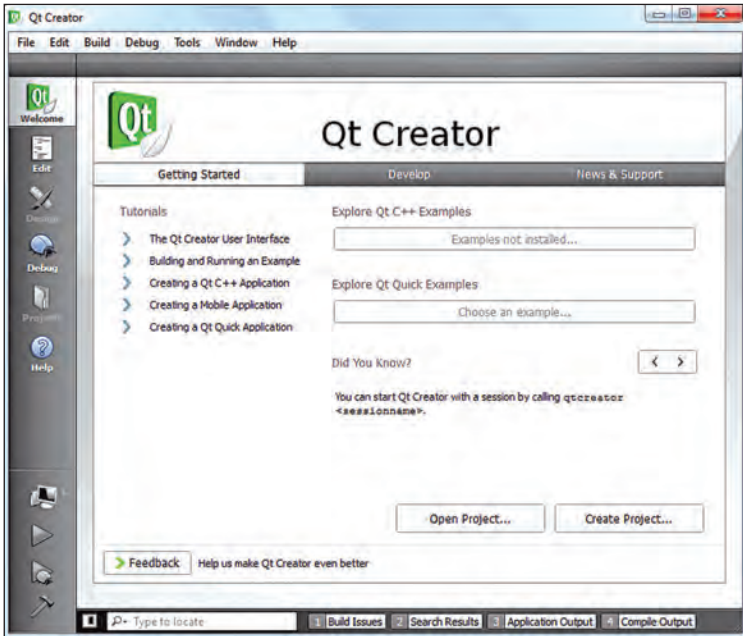 Qt Creator
File Edit Build Debug Tools Window Help
Qt
Welcome
Edit
Design
Debug
Projects
Help
Qt
Qt Creator
Getting Started
Develop
News & Support
Tutorials
The Qt Creator User Interface
Building and Running an Example
Creating a Qt C++ Application
Creating a Mobile Application
Creating a Qt Quick Application
Explore Qt C++ Examples
Examples not installed...
Explore Qt Quick Examples
Choose an example...
Did You Know?
You can start Qt Creator with a session by calling qtcreator
<sessionname>.
Open Project...
Create Project...
Feedback
Help us make Qt Creator even better
Type to locate
1 Build Issues 2 Search Results 3 Application Output 4 Compile Output